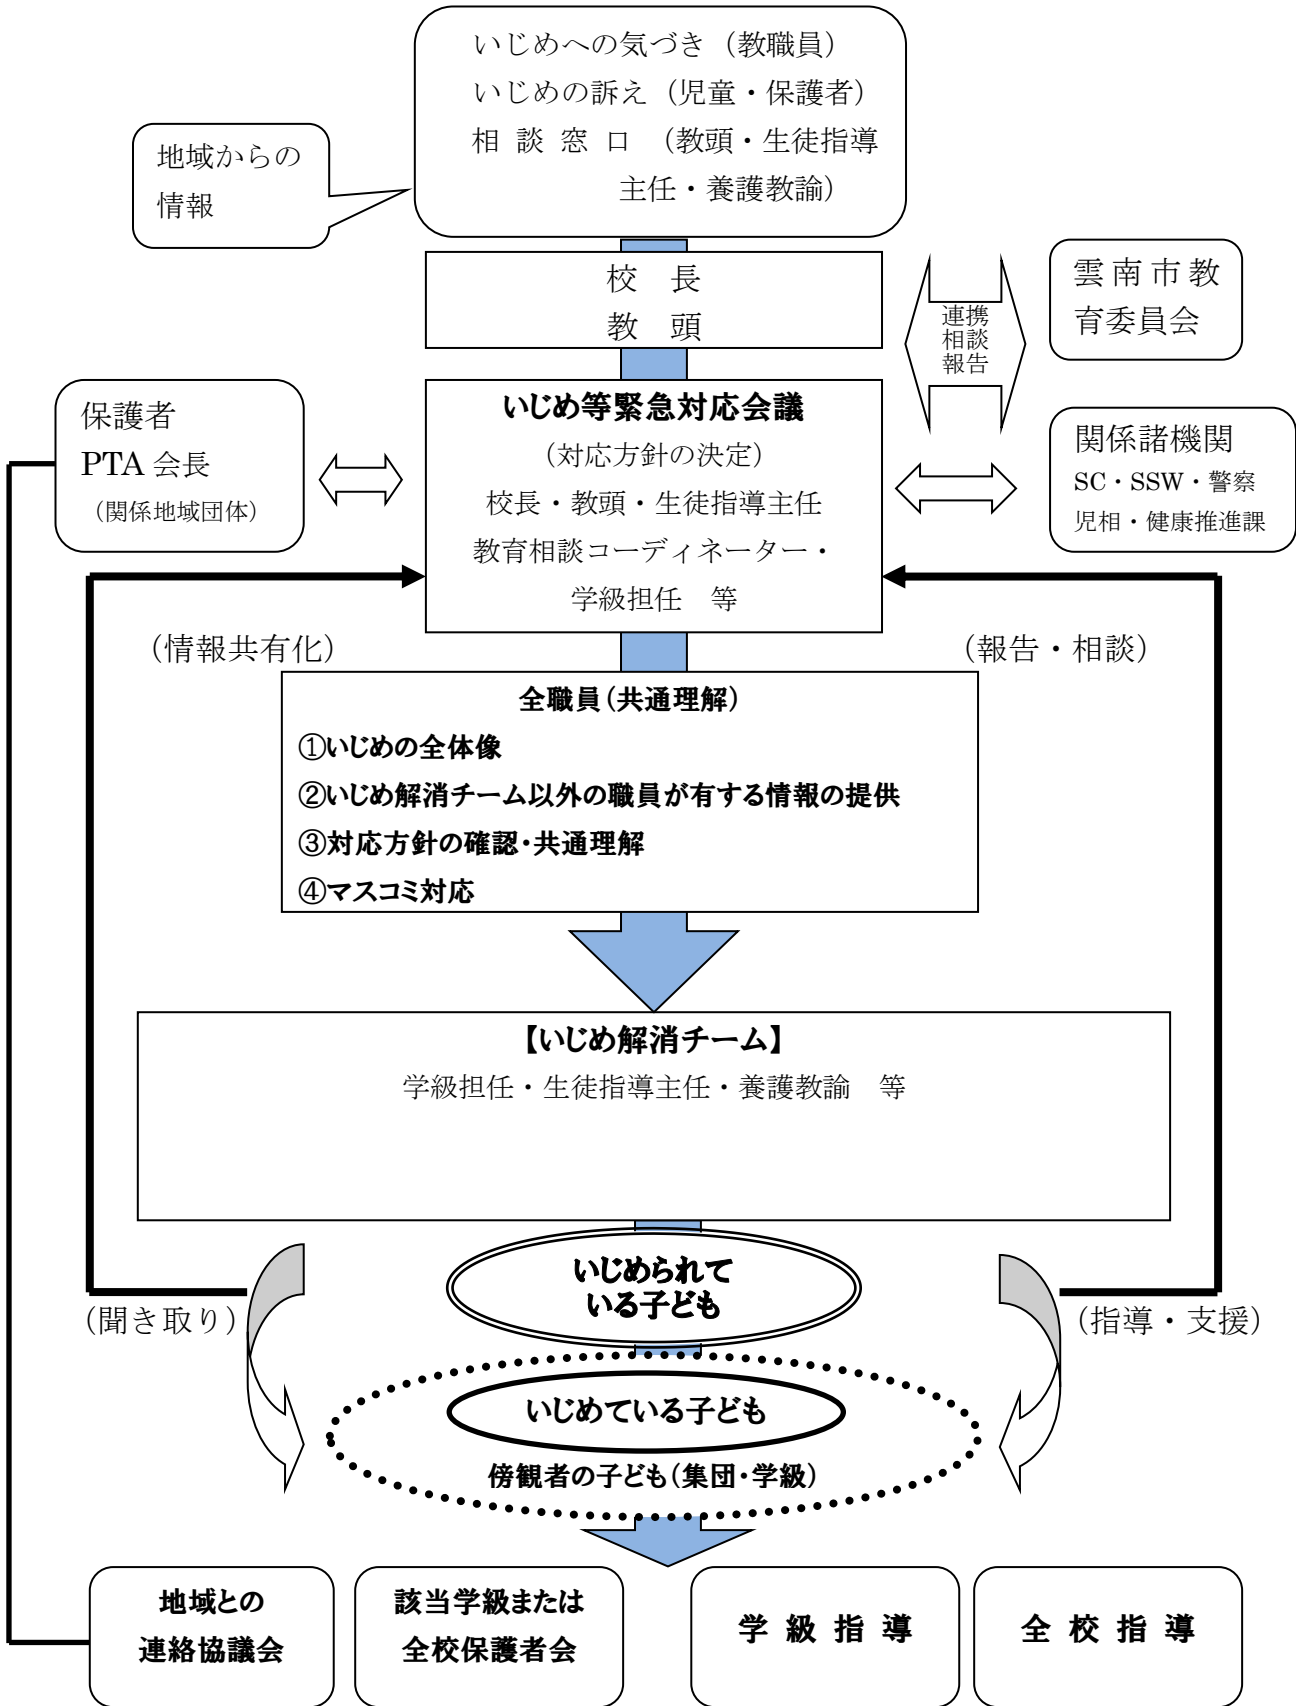 いじめへの気づき（教職員）
いじめの訴え（児童・保護者）
相談窓口（教頭・生徒指導
主任・養護教諭）
地域からの
情報
校　長
教　頭
連携
相談
報告
雲南市教
育委員会
保護者
PTA 会長
（関係地域団体）
いじめ等緊急対応会議
（対応方針の決定）
校長・教頭・生徒指導主任
教育相談コーディネーター・
学級担任　等
関係諸機関
SC・SSW・警察
児相・健康推進課
（情報共有化）
（報告・相談）
全職員（共通理解）
①いじめの全体像
②いじめ解消チーム以外の職員が有する情報の提供
③対応方針の確認・共通理解
④マスコミ対応
【いじめ解消チーム】
学級担任・生徒指導主任・養護教諭　等
いじめられて
いる子ども
（聞き取り）
（指導・支援）
いじめている子ども
傍観者の子ども（集団・学級）
地域との
連絡協議会
該当学級または
全校保護者会
学 級 指 導
全 校 指 導